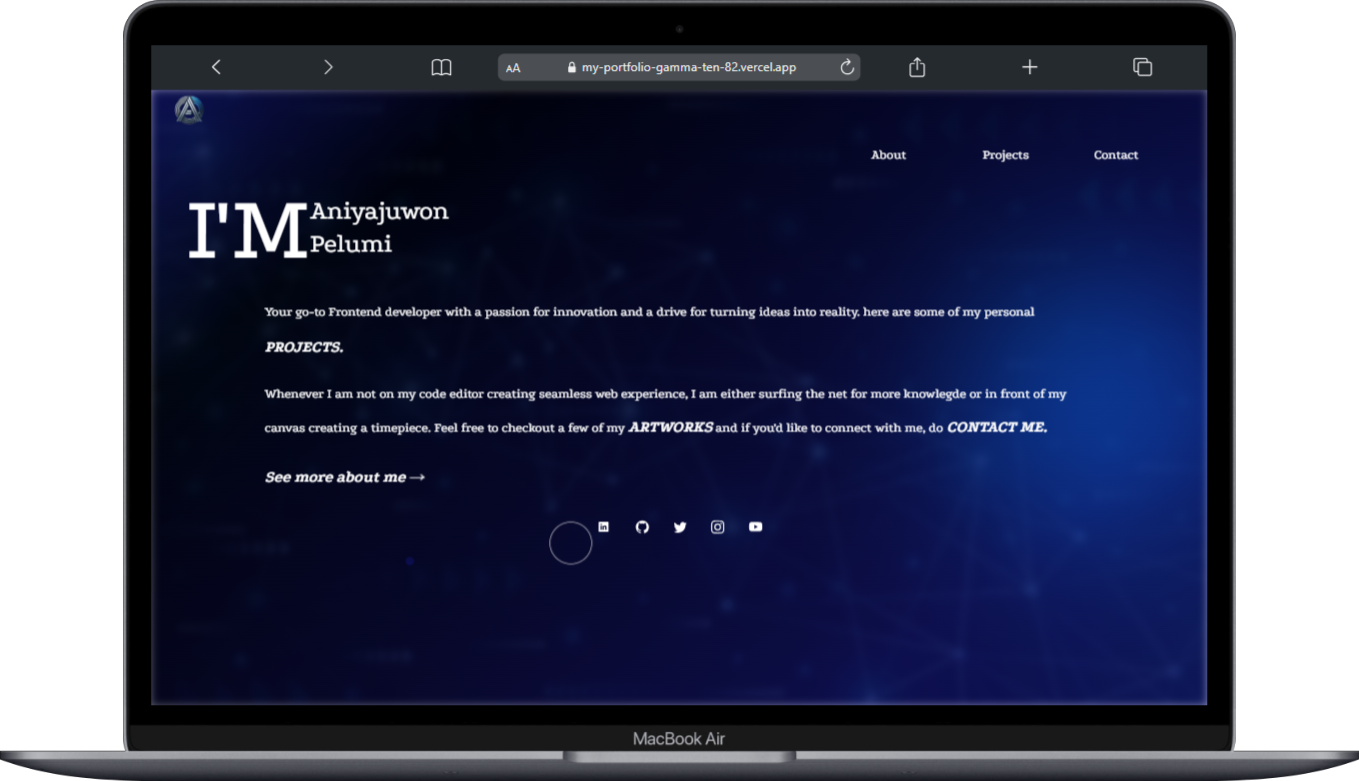 AA my-portfolio-gamma-ten-82.vercel.app
About Projects Contact
I'M Aniyajuwon
Pelumi
Your go-to Frontend developer with a passion for innovation and a drive for turning ideas into reality. here are some of my personal
PROJECTS.
Whenever I am not on my code editor creating seamless web experience, I am either surfing the net for more knowlegde or in front of my
canvas creating a timepiece. Feel free to checkout a few of my ARTWORKS and if you'd like to connect with me, do CONTACT ME.
See more about me →
in
MacBook Air